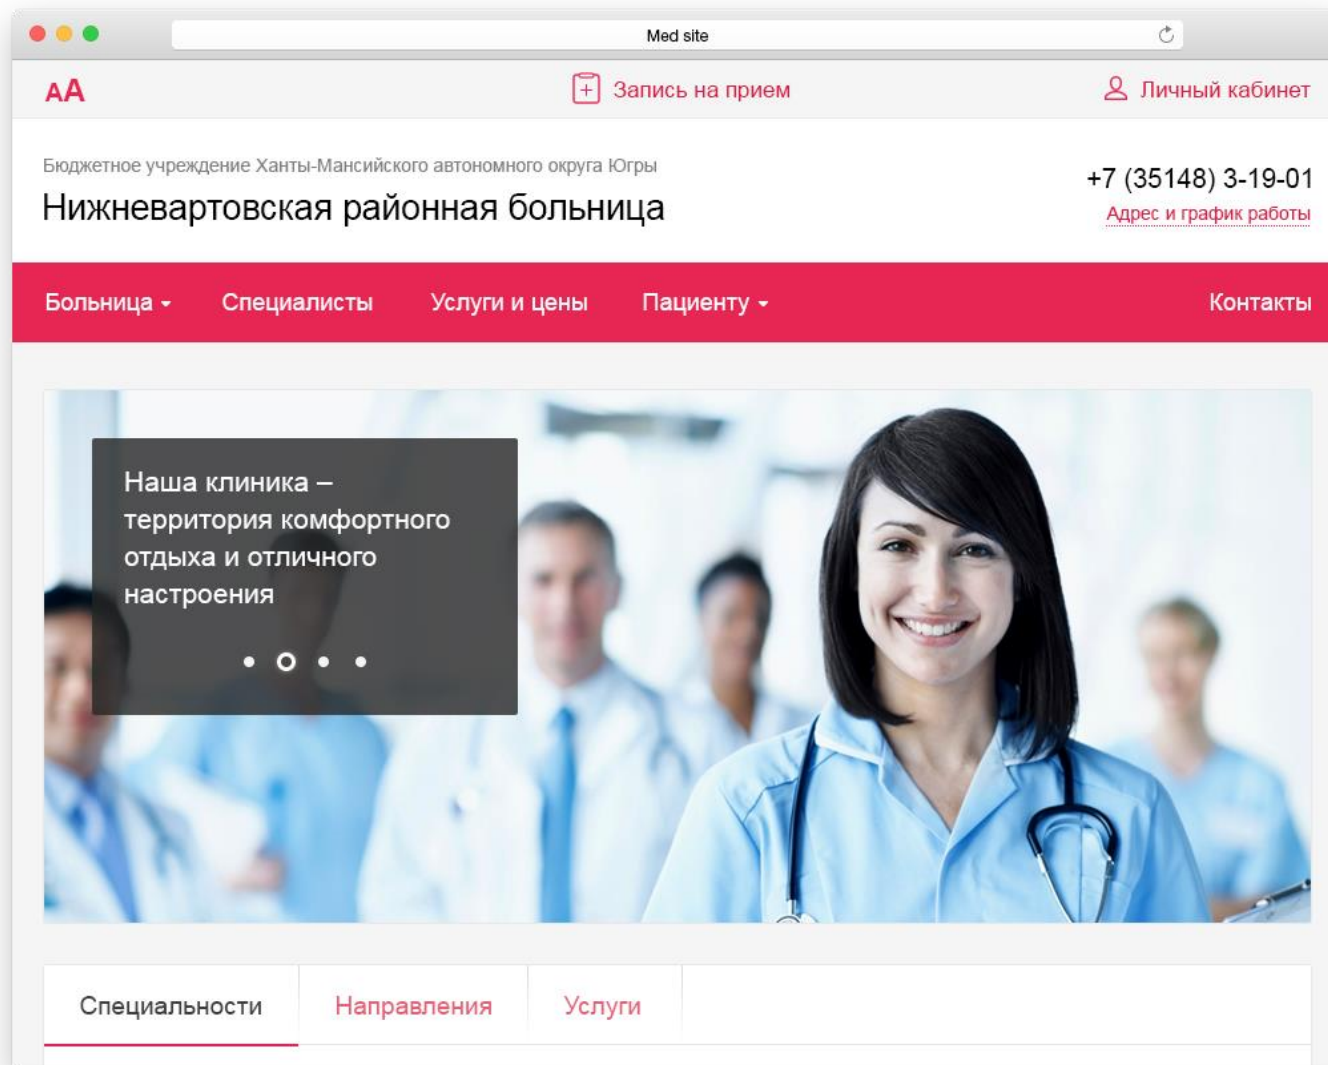 Med site
AA
Запись на прием
Личный кабинет
Бюджетное учреждение Ханты-Мансийского автономного округа Югры
Нижневартовская районная больница
+7 (35148) 3-19-01
Адрес и график работы
Больница
Специалисты
Услуги и цены
Пациенту
Контакты
Наша клиника –
территория комфортного
отдыха и отличного
настроения
Специальности
Направления
Услуги